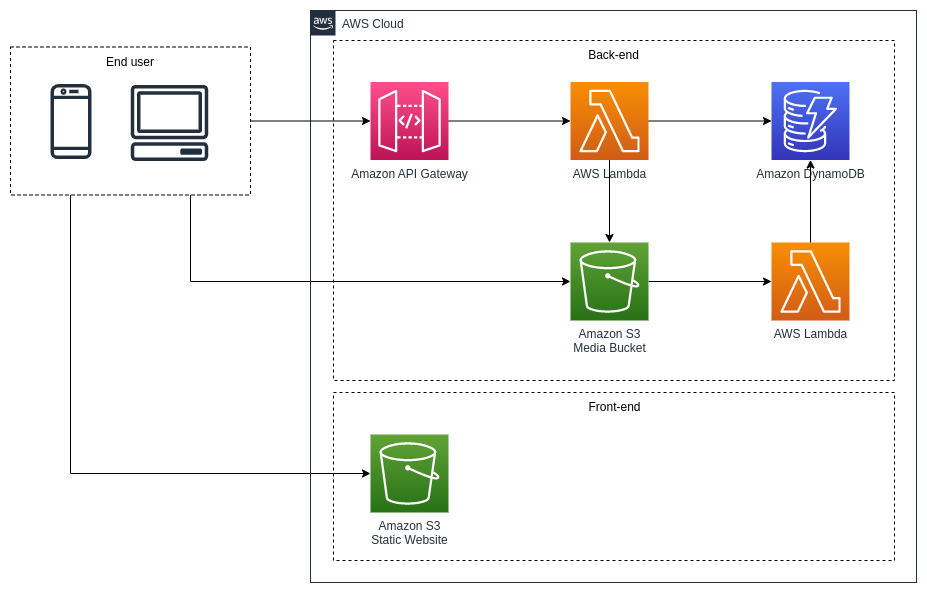 aws
AWS Cloud
End user
Back-end
Amazon API Gateway
AWS Lambda
Amazon DynamoDB
Amazon S3
Media Bucket
AWS Lambda
Front-end
Amazon S3
Static Website